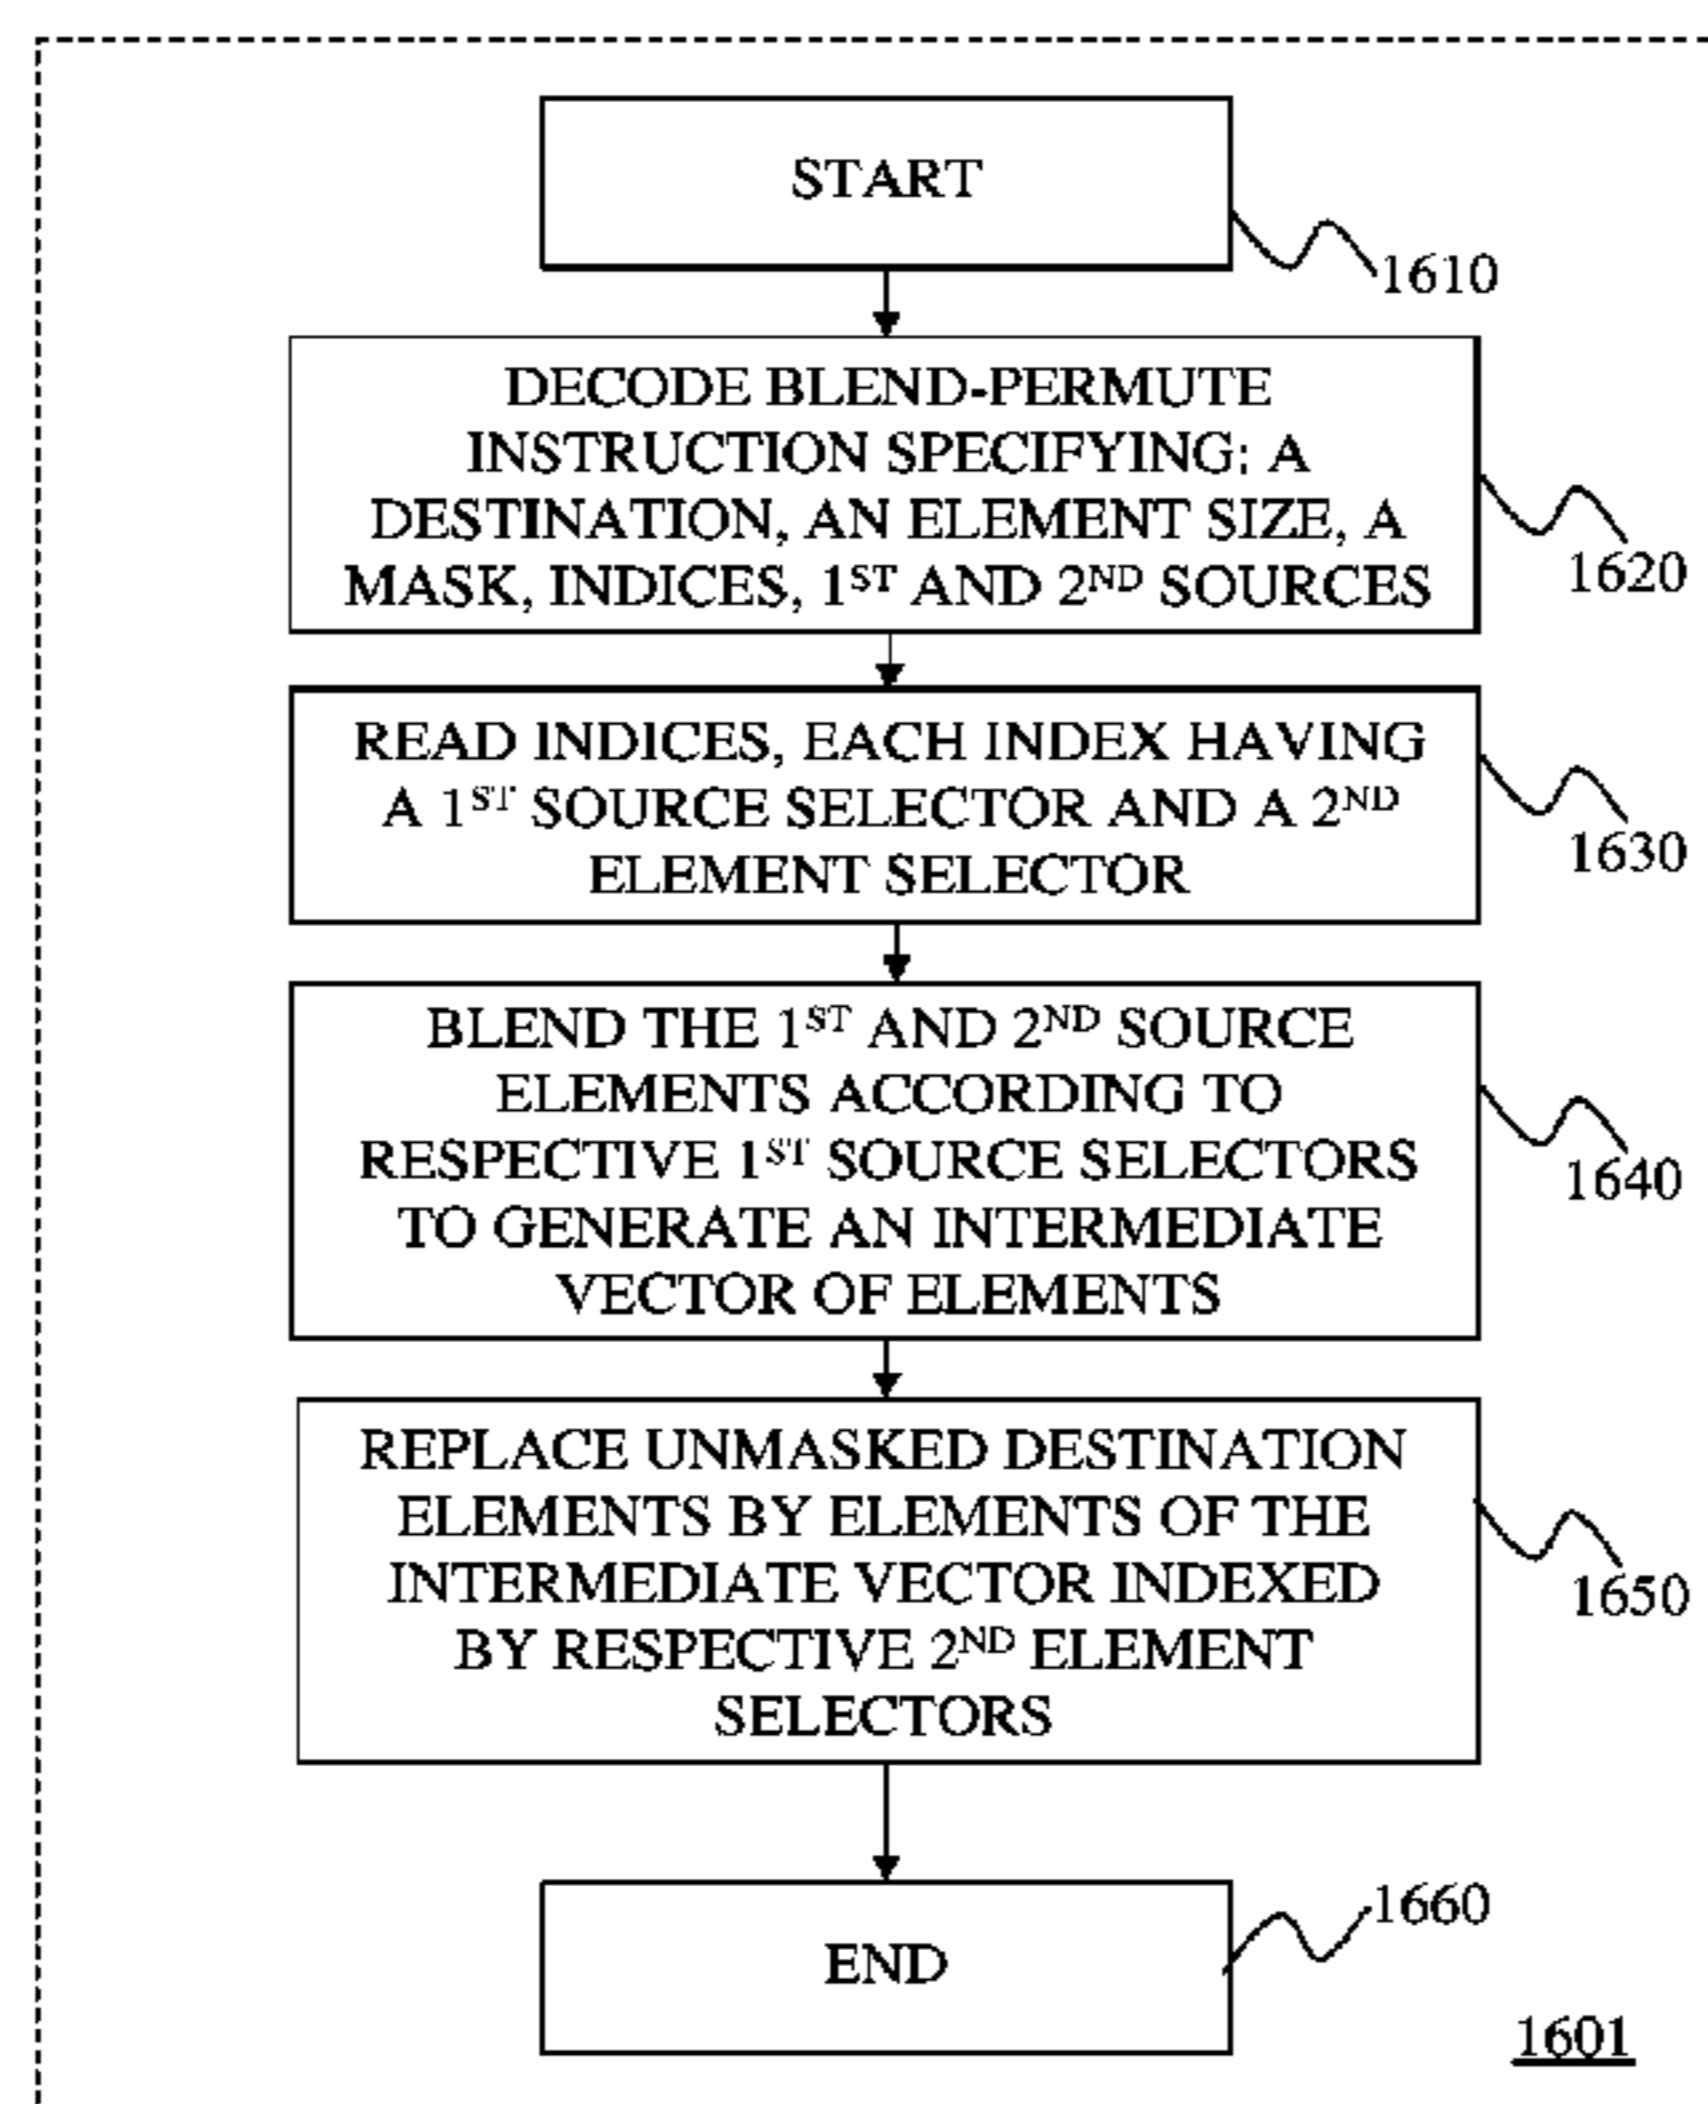 START
1610
DECODE BLEND-PERMUTE
INSTRUCTION SPECIFYING: A
DESTINATION, AN ELEMENT SIZE, A
MASK, INDICES, 1ST AND 2ND SOURCES
1620
READ INDICES, EACH INDEX HAVING
A 1ST SOURCE SELECTOR AND A 2ND
ELEMENT SELECTOR
1630
BLEND THE 1ST AND 2ND SOURCE
ELEMENTS ACCORDING TO
RESPECTIVE 1ST SOURCE SELECTORS
TO GENERATE AN INTERMEDIATE
VECTOR OF ELEMENTS
1640
REPLACE UNMASKED DESTINATION
ELEMENTS BY ELEMENTS OF THE
INTERMEDIATE VECTOR INDEXED
BY RESPECTIVE 2ND ELEMENT
SELECTORS
1650
END
1660
1601